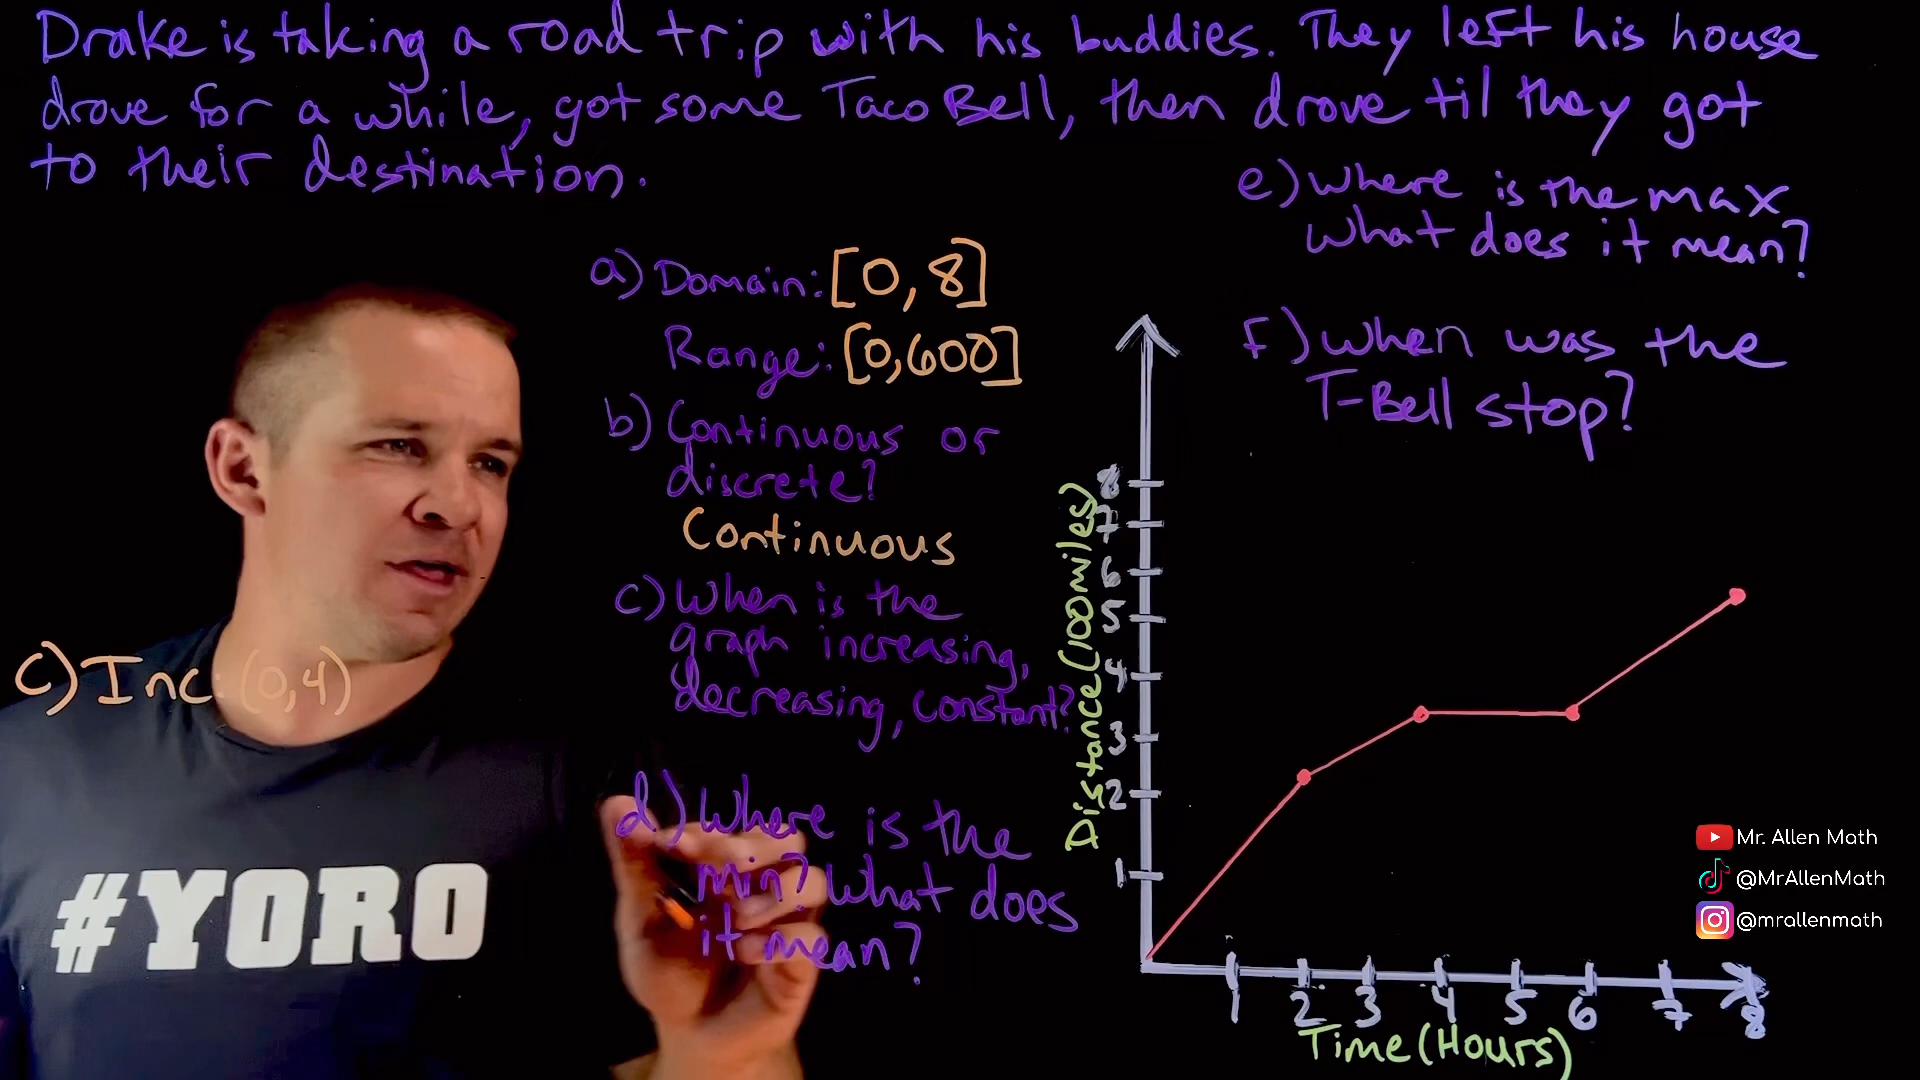 Drake is taking a road trip with his buddies. They left his house
drove for a while, got some Taco Bell, then drove til they got
to their destination.
e) Where is the max
What does it mean?
a) Domain: [0, 8]
Range: [0,600]
f) When was the
T-Bell stop?
b) Continuous or
discrete?
Continuous
c) When is the
graph increasing,
decreasing, constant?
c) Inc: (0,4)
d) Where is the
min? What does
it mean?
#YORO
Distance (100miles)
8
7
6
5
4
3
2
1
1 2 3 4 5 6 7 8
Time (Hours)
Mr. Allen Math
@MrAllenMath
@mrallenmath